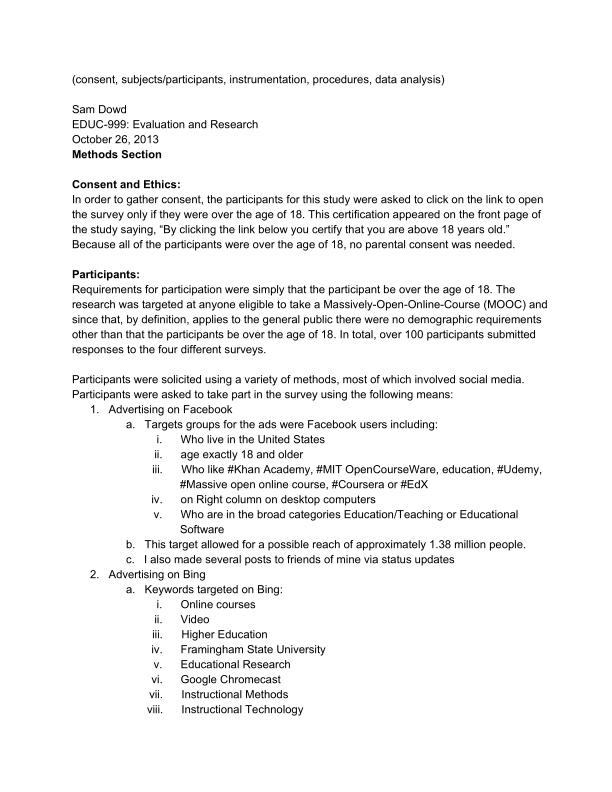 (consent, subjects/participants, instrumentation, procedures, data analysis)
Sam Dowd
EDUC-999: Evaluation and Research
October 26, 2013
Methods Section
Consent and Ethics:
In order to gather consent, the participants for this study were asked to click on the link to open
the survey only if they were over the age of 18. This certification appeared on the front page of
the study saying, “By clicking the link below you certify that you are above 18 years old.”
Because all of the participants were over the age of 18, no parental consent was needed.
Participants:
Requirements for participation were simply that the participant be over the age of 18. The
research was targeted at anyone eligible to take a Massively-Open-Online-Course (MOOC) and
since that, by definition, applies to the general public there were no demographic requirements
other than that the participants be over the age of 18. In total, over 100 participants submitted
responses to the four different surveys.
Participants were solicited using a variety of methods, most of which involved social media.
Participants were asked to take part in the survey using the following means:
1. Advertising on Facebook
a. Targets groups for the ads were Facebook users including:
i. Who live in the United States
ii. age exactly 18 and older
iii. Who like #Khan Academy, #MIT OpenCourseWare, education, #Udemy,
#Massive open online course, #Coursera or #EdX
iv. on Right column on desktop computers
v. Who are in the broad categories Education/Teaching or Educational
Software
b. This target allowed for a possible reach of approximately 1.38 million people.
c. I also made several posts to friends of mine via status updates
2. Advertising on Bing
a. Keywords targeted on Bing:
i. Online courses
ii. Video
iii. Higher Education
iv. Framingham State University
v. Educational Research
vi. Google Chromecast
vii. Instructional Methods
viii. Instructional Technology